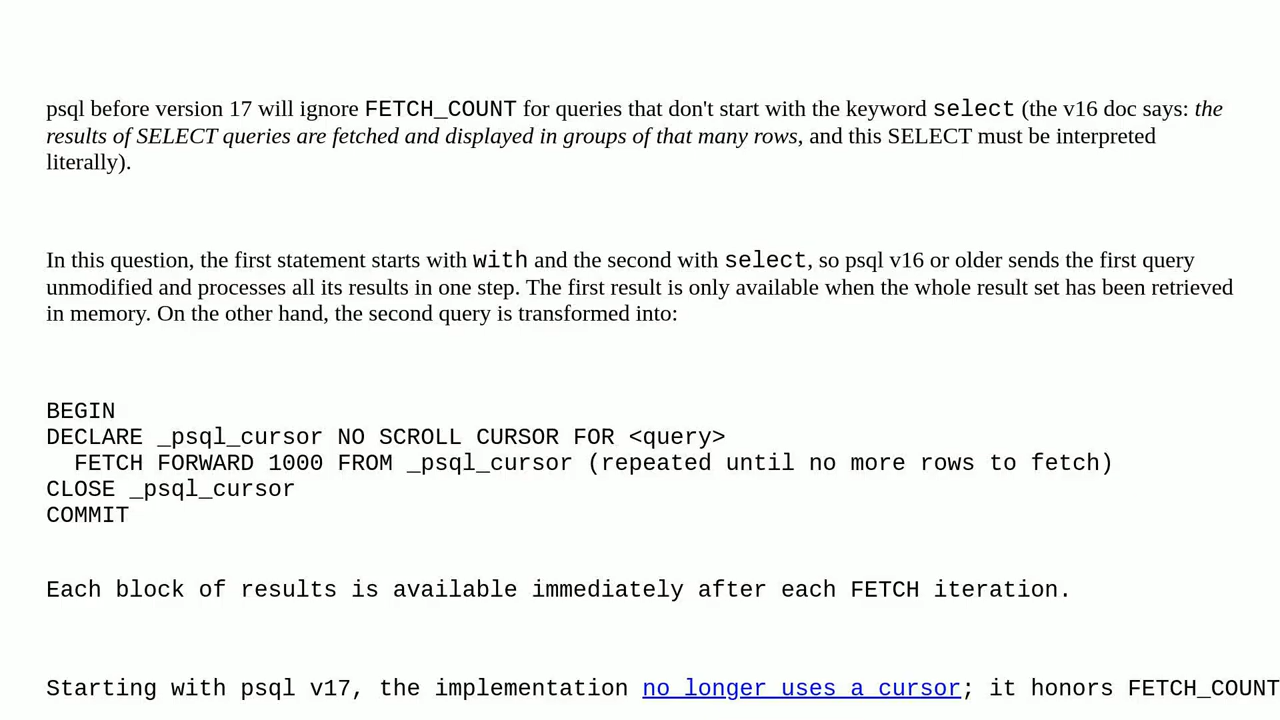 psql before version 17 will ignore FETCH_COUNT for queries that don't start with the keyword select (the v16 doc says: the
results of SELECT queries are fetched and displayed in groups of that many rows, and this SELECT must be interpreted
literally).
In this question, the first statement starts with with and the second with select, so psql v16 or older sends the first query
unmodified and processes all its results in one step. The first result is only available when the whole result set has been retrieved
in memory. On the other hand, the second query is transformed into:
BEGIN
DECLARE _psql_cursor NO SCROLL CURSOR FOR <query>
  FETCH FORWARD 1000 FROM _psql_cursor (repeated until no more rows to fetch)
CLOSE _psql_cursor
COMMIT
Each block of results is available immediately after each FETCH iteration.
Starting with psql v17, the implementation no longer uses a cursor; it honors FETCH_COUNT